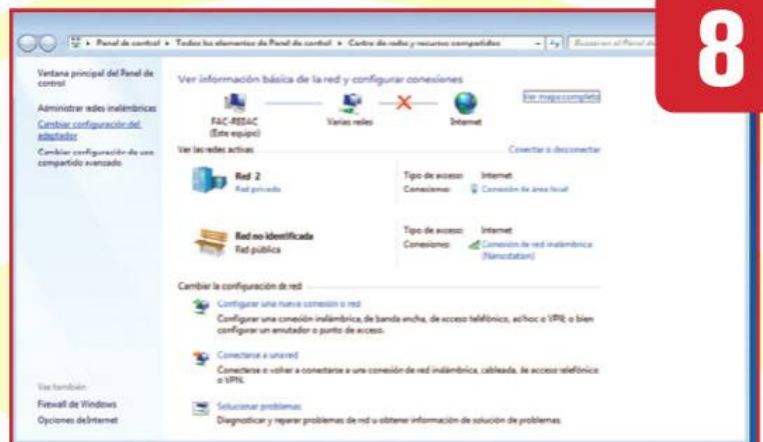 8
Panel de control ▸ Todos los elementos de Panel de control ▸ Centro de redes y recursos compartidos
Buscar en el Panel de
Ventana principal del Panel de
control
Administrar redes inalámbricas
Cambiar configuración del
adaptador
Cambiar configuración de uso
compartido avanzado
Ver información básica de la red y configurar conexiones
Ver mapa completo
FAC-REDAC
(Este equipo)
Varias redes
Internet
Ver las redes activas
Conectar o desconectar
Red 2
Red privada
Tipo de acceso: Internet
Conexiones: Conexión de área local
Red no identificada
Red pública
Tipo de acceso: Internet
Conexiones: Conexión de red inalámbrica
(Nanostation)
Cambiar la configuración de red
Configurar una nueva conexión o red
Configurar una conexión inalámbrica, de banda ancha, de acceso telefónico, ad hoc o VPN; o bien
configurar un enrutador o punto de acceso.
Conectarse a una red
Conectarse o volver a conectarse a una conexión de red inalámbrica, cableada, de acceso telefónico
o VPN.
Solucionar problemas
Diagnosticar y reparar problemas de red u obtener información de solución de problemas.
Vea también
Firewall de Windows
Opciones de Internet